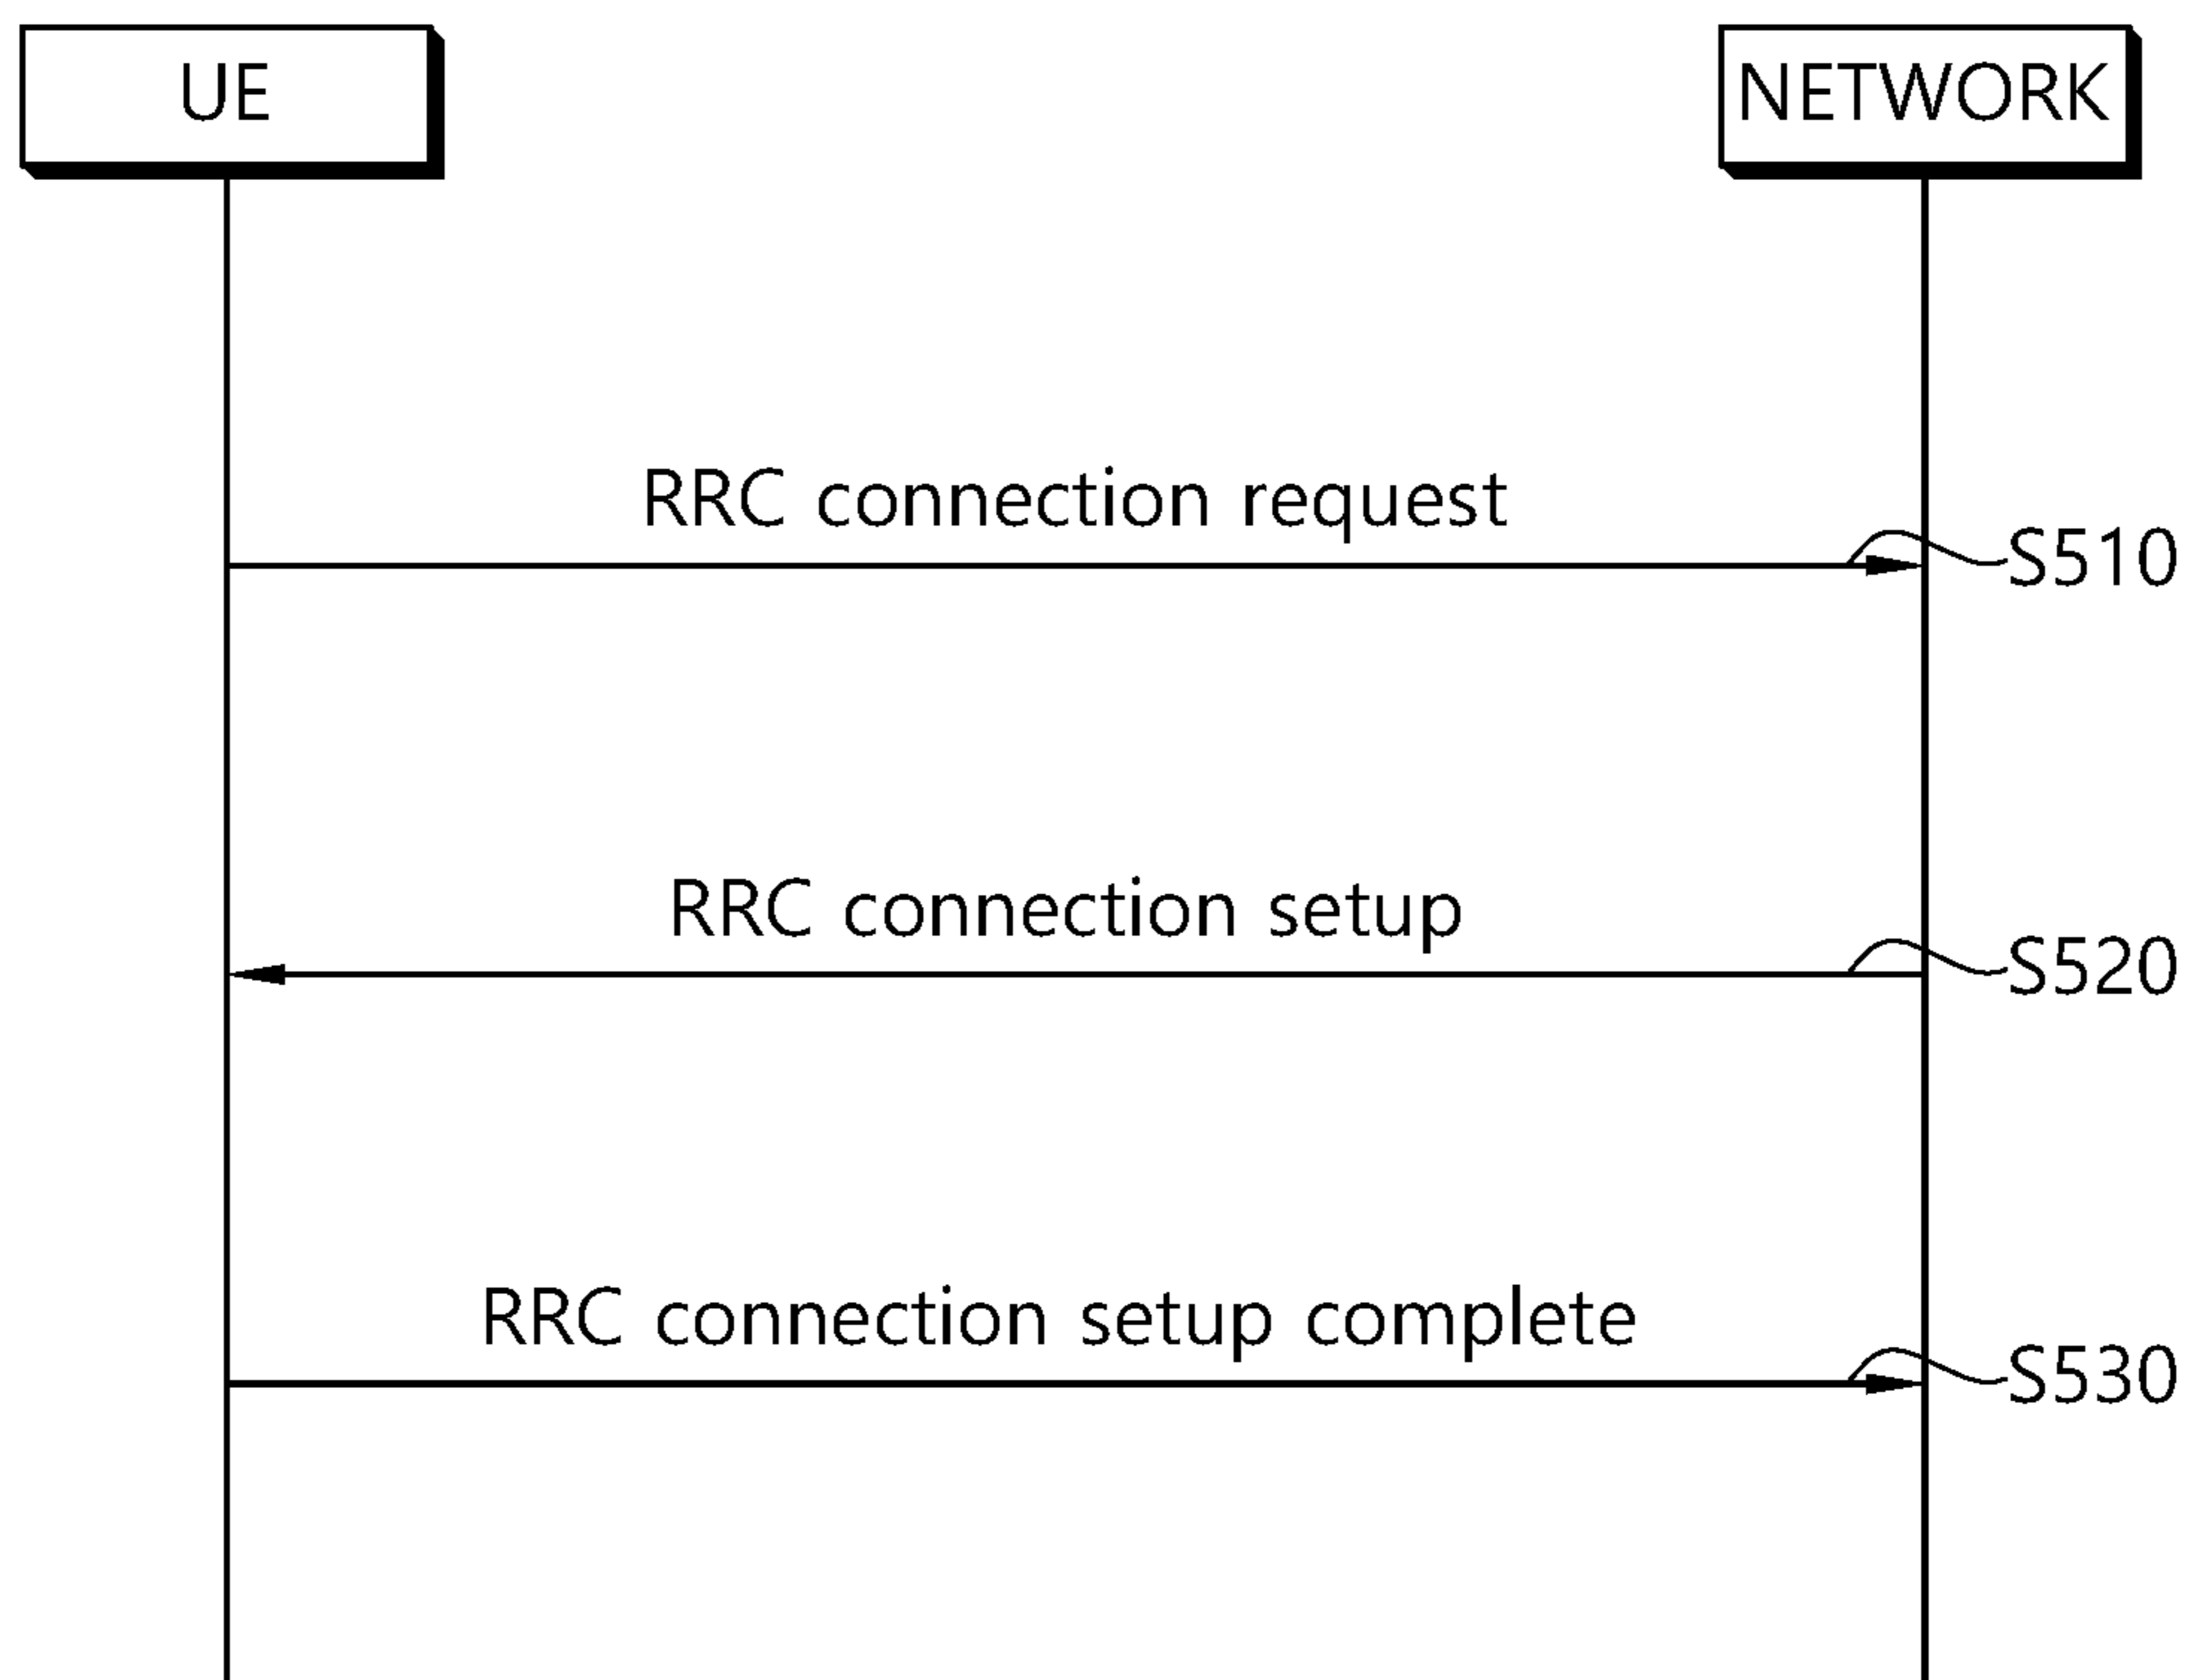 UE
NETWORK
RRC connection request
S510
RRC connection setup
S520
RRC connection setup complete
S530